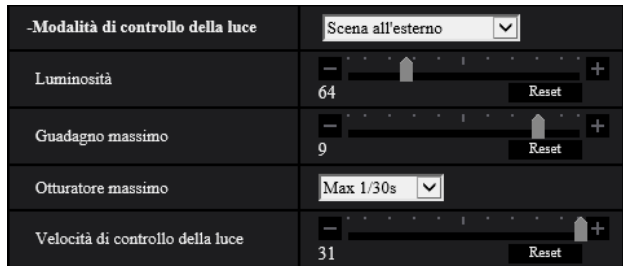 -Modalità di controllo della luce
Scena all'esterno
Luminosità
64
Reset
Guadagno massimo
9
Reset
Otturatore massimo
Max 1/30s
Velocità di controllo della luce
31
Reset